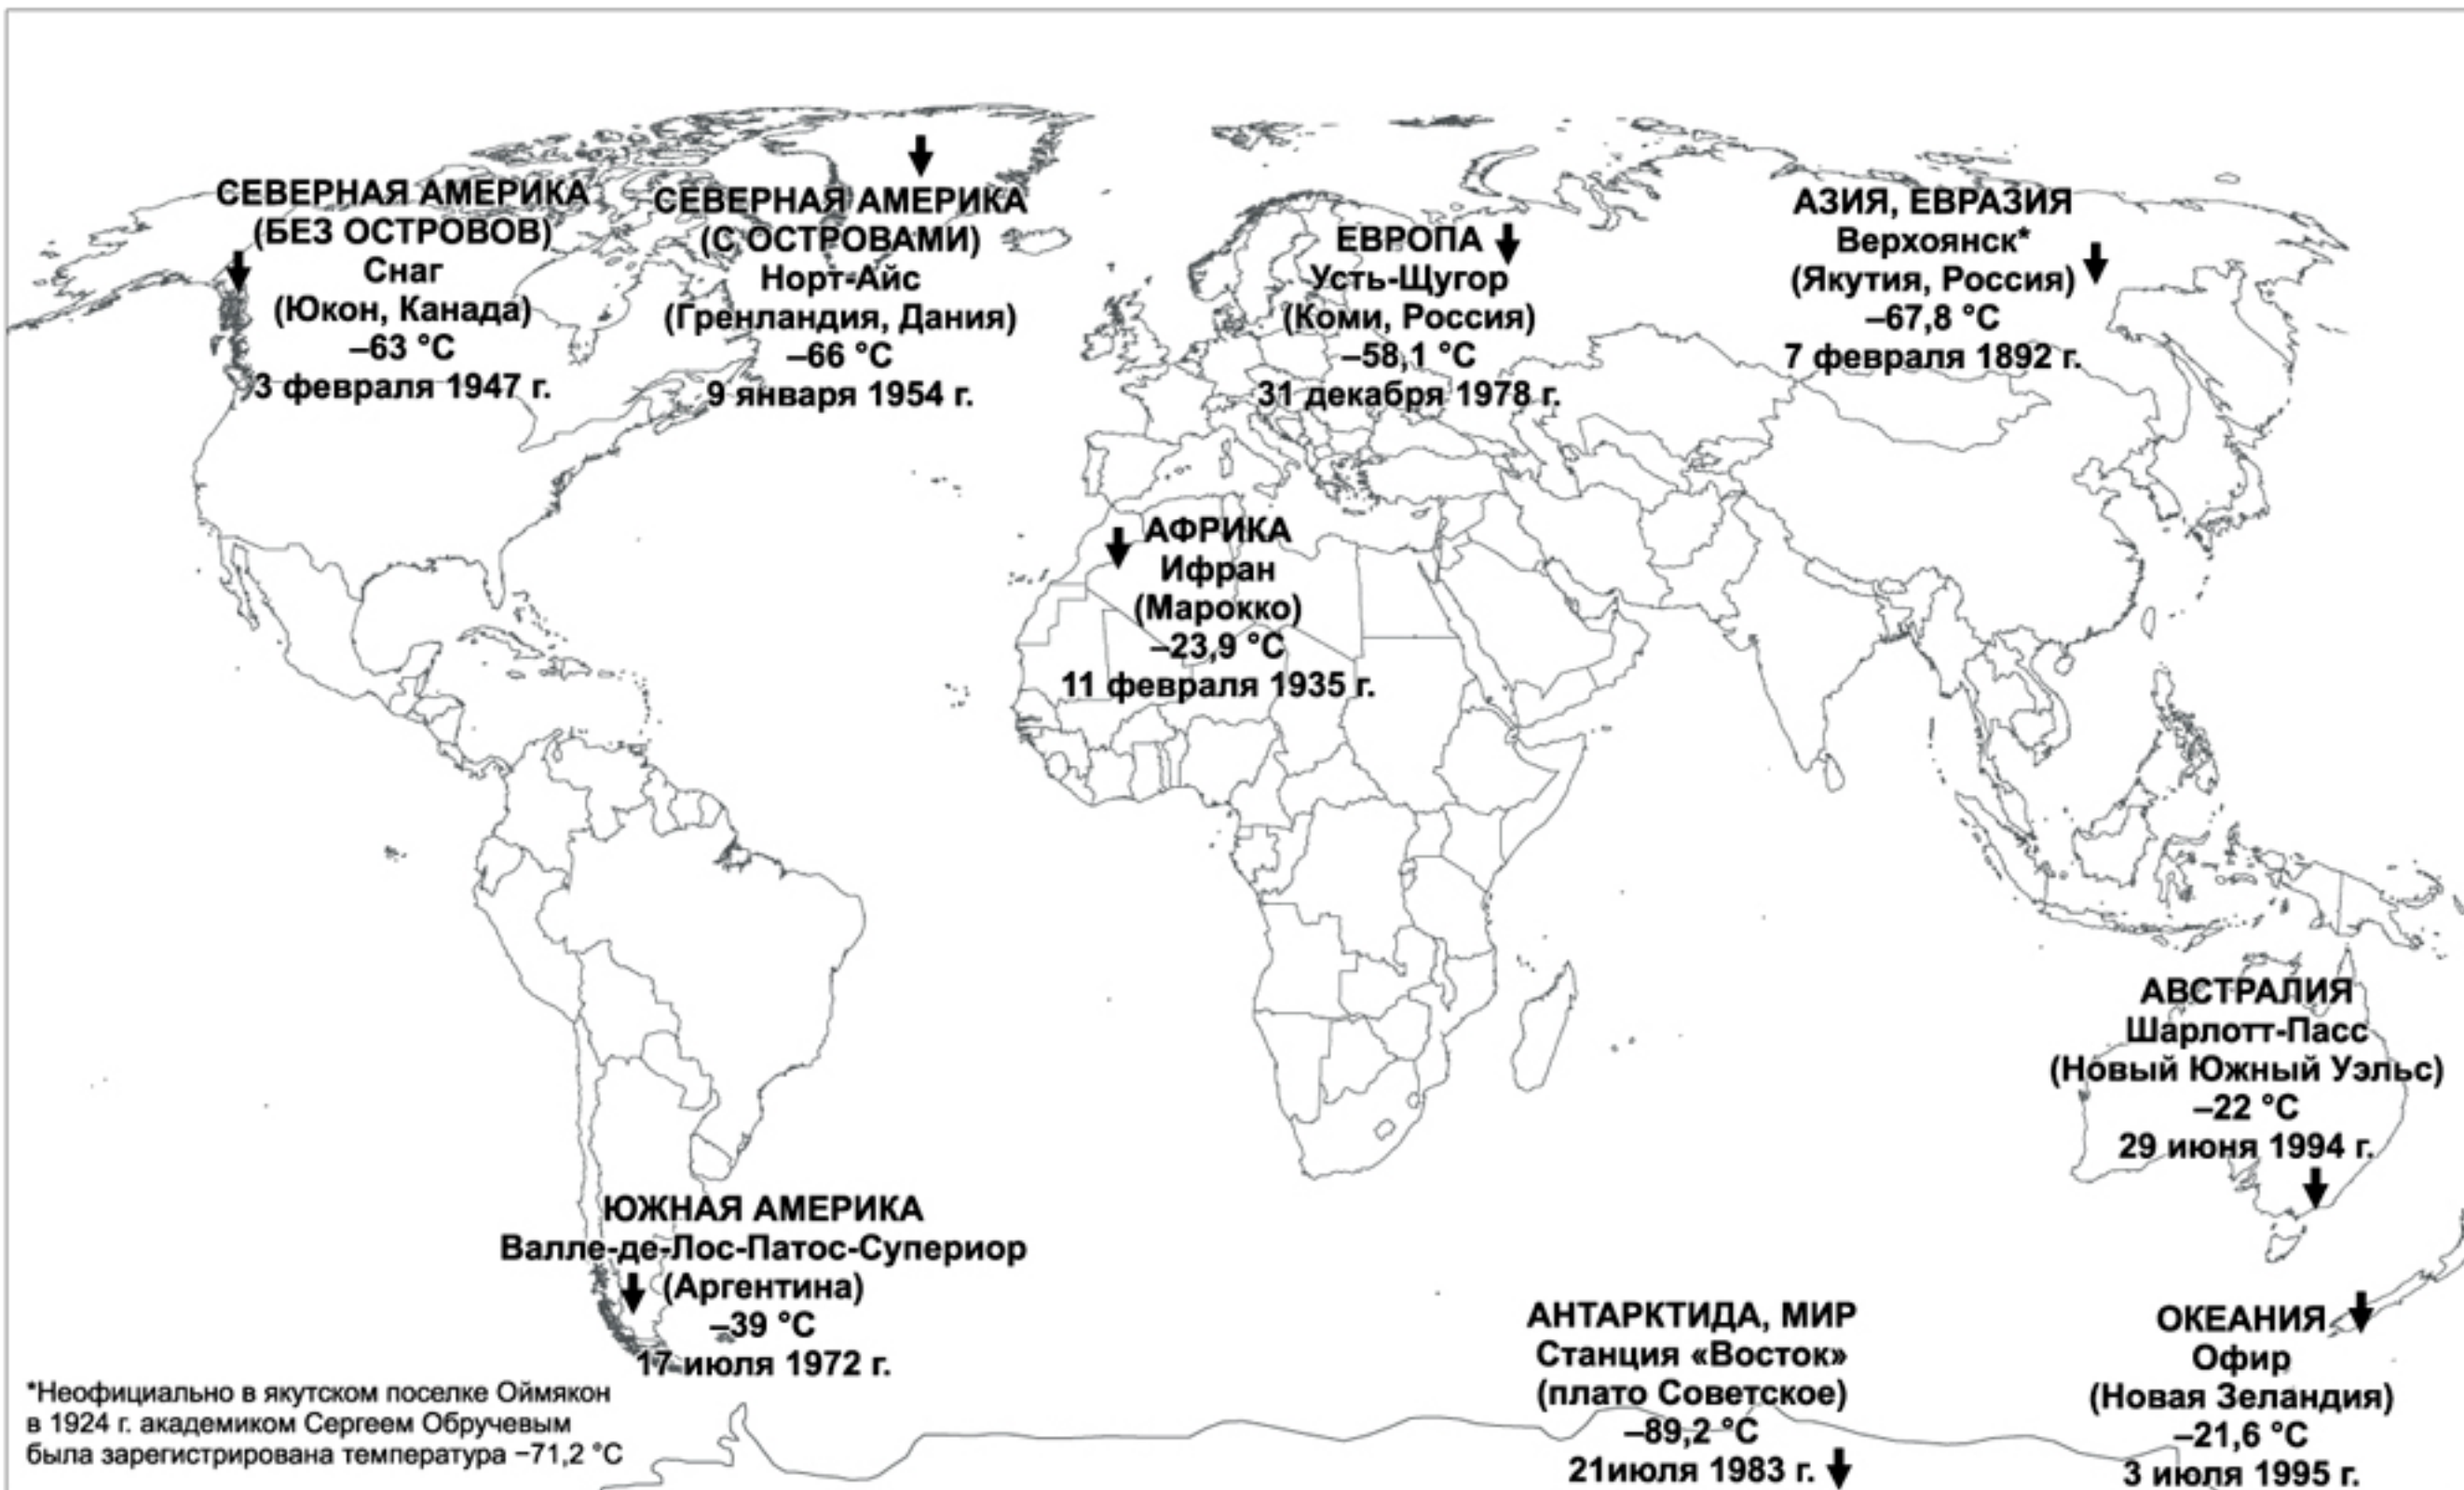 СЕВЕРНАЯ АМЕРИКА
(БЕЗ ОСТРОВОВ)
Снаг
(Юкон, Канада)
–63 °C
3 февраля 1947 г.
СЕВЕРНАЯ АМЕРИКА
(С ОСТРОВАМИ)
Норт-Айс
(Гренландия, Дания)
–66 °C
9 января 1954 г.
ЕВРОПА
Усть-Щугор
(Коми, Россия)
–58,1 °C
31 декабря 1978 г.
АЗИЯ, ЕВРАЗИЯ
Верхоянск*
(Якутия, Россия)
–67,8 °C
7 февраля 1892 г.
АФРИКА
Ифран
(Марокко)
–23,9 °C
11 февраля 1935 г.
АВСТРАЛИЯ
Шарлотт-Пасс
(Новый Южный Уэльс)
–22 °C
29 июня 1994 г.
ЮЖНАЯ АМЕРИКА
Валле-де-Лос-Патос-Супериор
(Аргентина)
–39 °C
17 июля 1972 г.
АНТАРКТИДА, МИР
Станция «Восток»
(плато Советское)
–89,2 °C
21июля 1983 г.
ОКЕАНИЯ
Офир
(Новая Зеландия)
–21,6 °C
3 июля 1995 г.
*Неофициально в якутском поселке Оймякон
в 1924 г. академиком Сергеем Обручевым
была зарегистрирована температура –71,2 °C